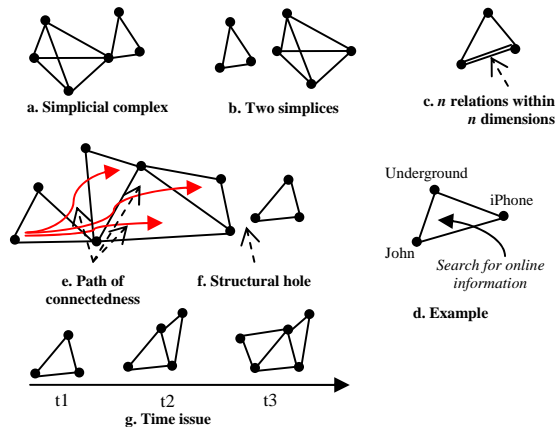 a. Simplicial complex
b. Two simplices
c. n relations within
n dimensions
Underground
iPhone
John
Search for online
information
d. Example
e. Path of
connectedness
f. Structural hole
t1
t2
t3
g. Time issue